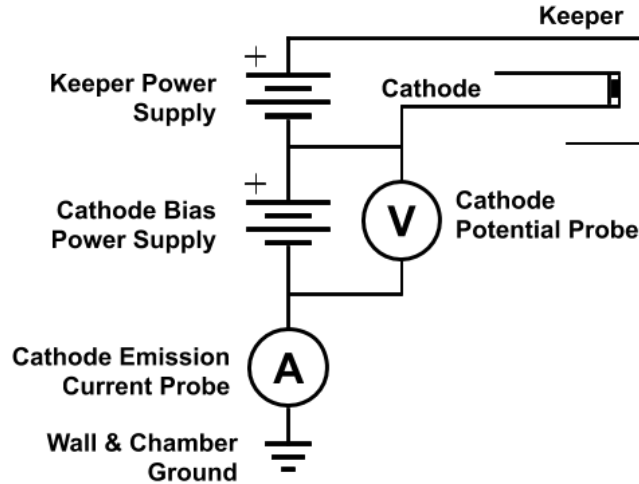 Keeper
+
Keeper Power
Supply
Cathode
+
Cathode Bias
Power Supply
V
Cathode
Potential Probe
Cathode Emission
Current Probe
A
Wall & Chamber
Ground